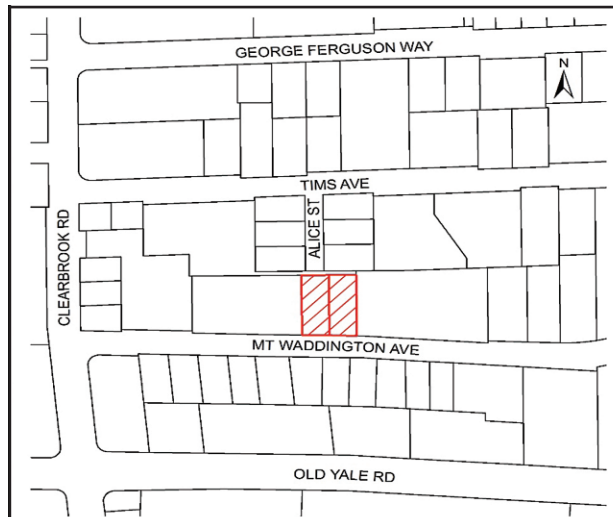 GEORGE FERGUSON WAY
N
TIMS AVE
ALICE ST
CLEARBROOK RD
MT WADDINGTON AVE
OLD YALE RD